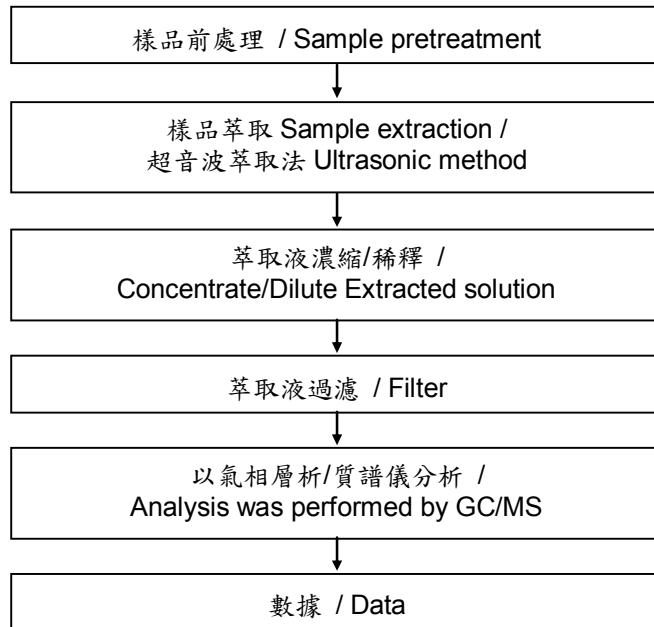 樣品前處理 / Sample pretreatment
樣品萃取 Sample extraction /
超音波萃取法 Ultrasonic method
萃取液濃縮/稀釋 /
Concentrate/Dilute Extracted solution
萃取液過濾 / Filter
以氣相層析/質譜儀分析 /
Analysis was performed by GC/MS
數據 / Data